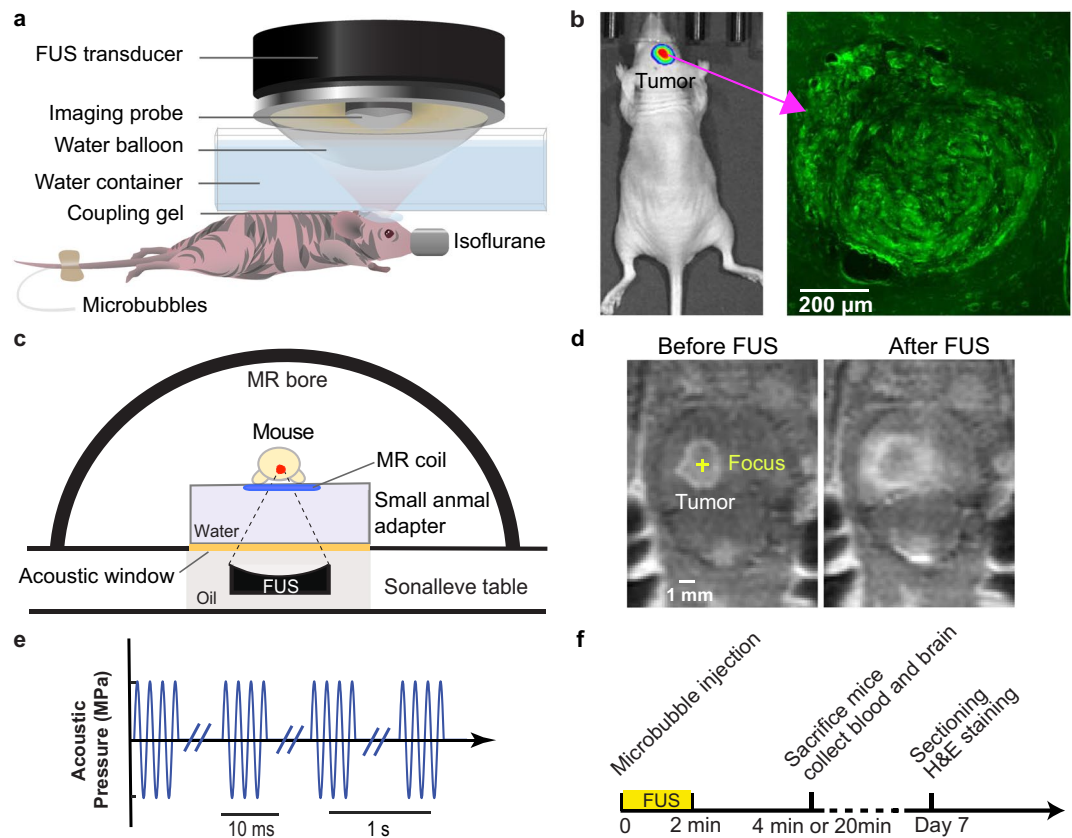 a
FUS transducer
Imaging probe
Water balloon
Water container
Coupling gel
Isoflurane
Microbubbles
b
Tumor
200 µm
c
MR bore
Mouse
MR coil
Small anmal
adapter
Water
Acoustic window
FUS
Oil
Sonalleve table
d
Before FUS
After FUS
Focus
Tumor
1 mm
e
Acoustic
Pressure (MPa)
10 ms
1 s
f
Microbubble injection
Sacrifice mice
collect blood and brain
Sectioning
H&E staining
FUS
0
2 min
4 min or 20min
Day 7